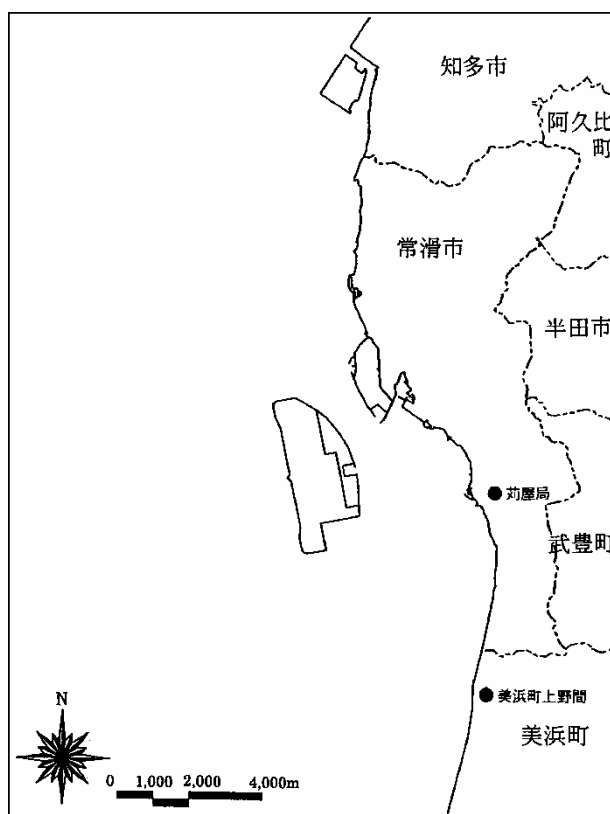 知多市
阿久比
町
常滑市
半田市
苅屋局
武豊町
美浜町上野間
美浜町
N
0 1,000 2,000 4,000m